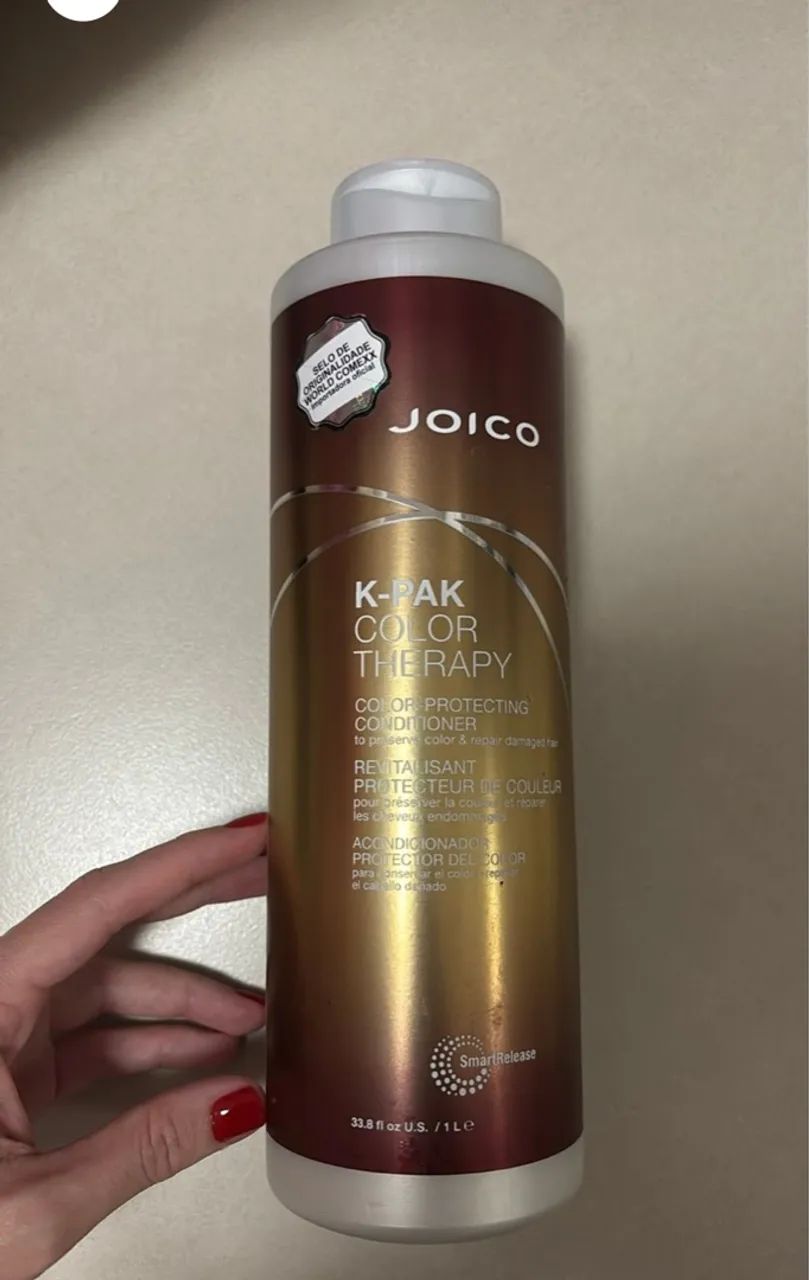 SELO DE
ORIGINALIDADE
WORLD COMEXX
importadora oficial
JOICO
K-PAK
COLOR
THERAPY
COLOR-PROTECTING
CONDITIONER
to preserve color & repair damaged hair
REVITALISANT
PROTECTEUR DE COULEUR
pour préserver la couleur et réparer
les cheveux endommagés
ACONDICIONADOR
PROTECTOR DEL COLOR
para conservar el color y reparar
el cabello dañado
SmartRelease
33.8 fl oz U.S. / 1 L e